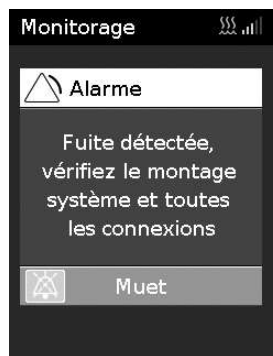 Monitorage
Alarme
Fuite détectée,
vérifiez le montage
système et toutes
les connexions
Muet